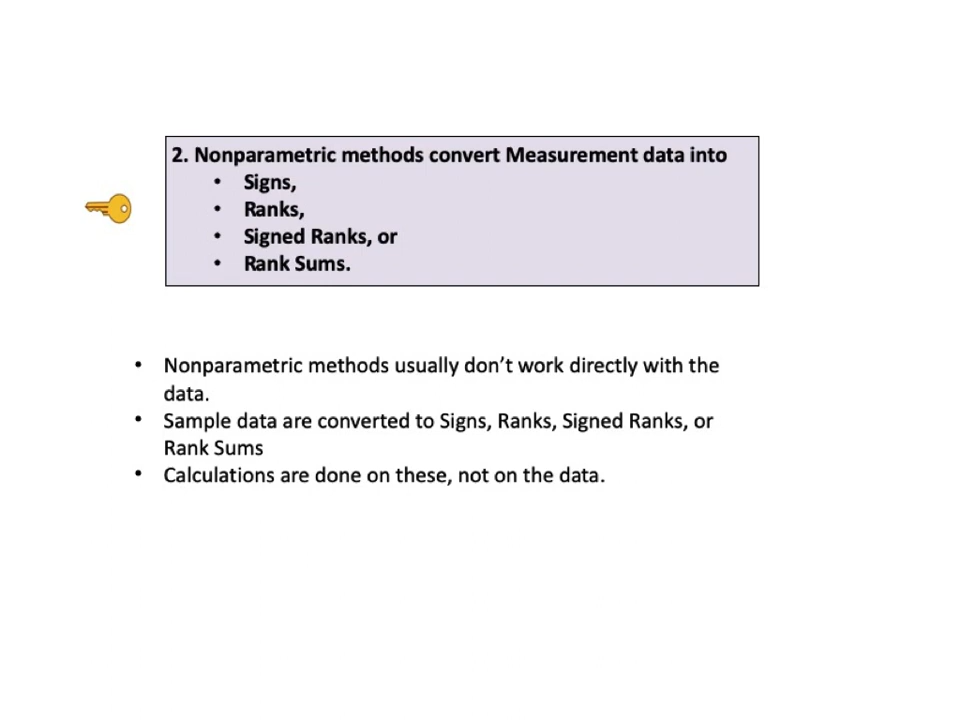 2. Nonparametric methods convert Measurement data into
• Signs,
• Ranks,
• Signed Ranks, or
• Rank Sums.
• Nonparametric methods usually don’t work directly with the
data.
• Sample data are converted to Signs, Ranks, Signed Ranks, or
Rank Sums
• Calculations are done on these, not on the data.